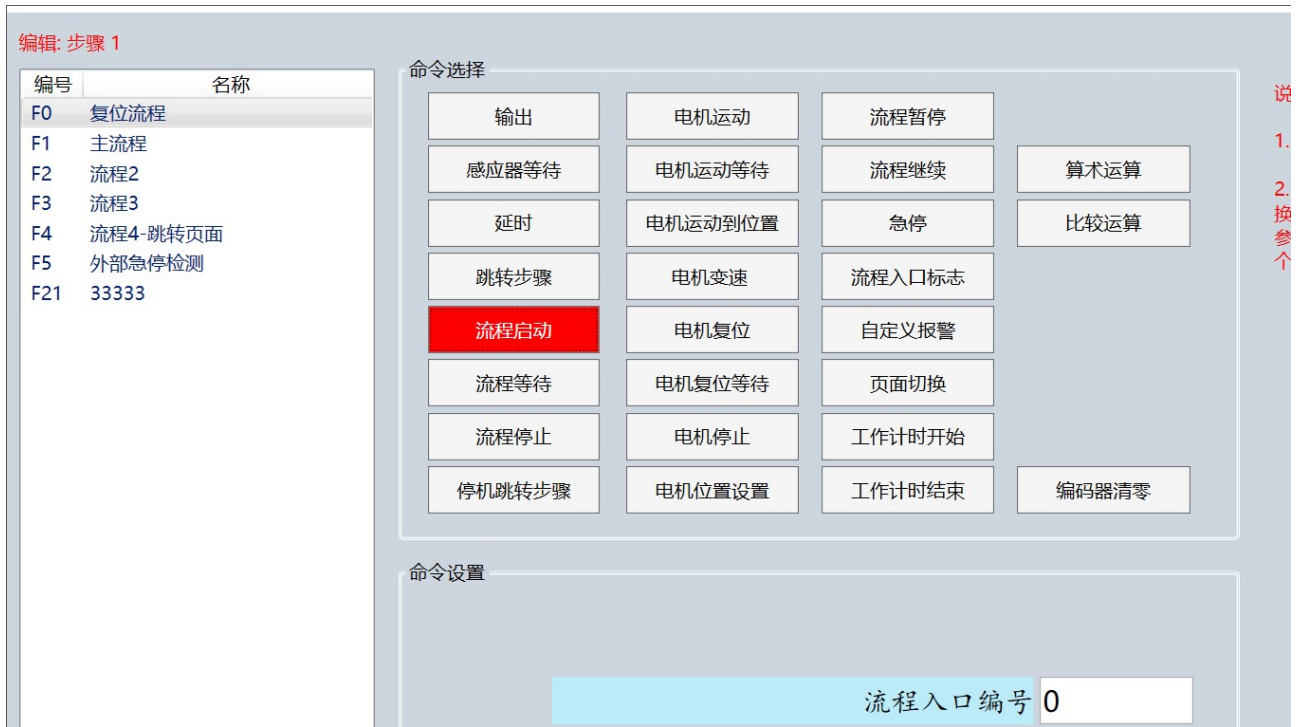 编辑: 步骤 1
编号 名称
F0 复位流程
F1 主流程
F2 流程2
F3 流程3
F4 流程4-跳转页面
F5 外部急停检测
F21 33333
命令选择
输出 电机运动 流程暂停
感应器等待 电机运动等待 流程继续 算术运算
延时 电机运动到位置 急停 比较运算
跳转步骤 电机变速 流程入口标志
流程启动 电机复位 自定义报警
流程等待 电机复位等待 页面切换
流程停止 电机停止 工作计时开始
停机跳转步骤 电机位置设置 工作计时结束 编码器清零
命令设置
流程入口编号 0
说
1.
2.
换
参
个